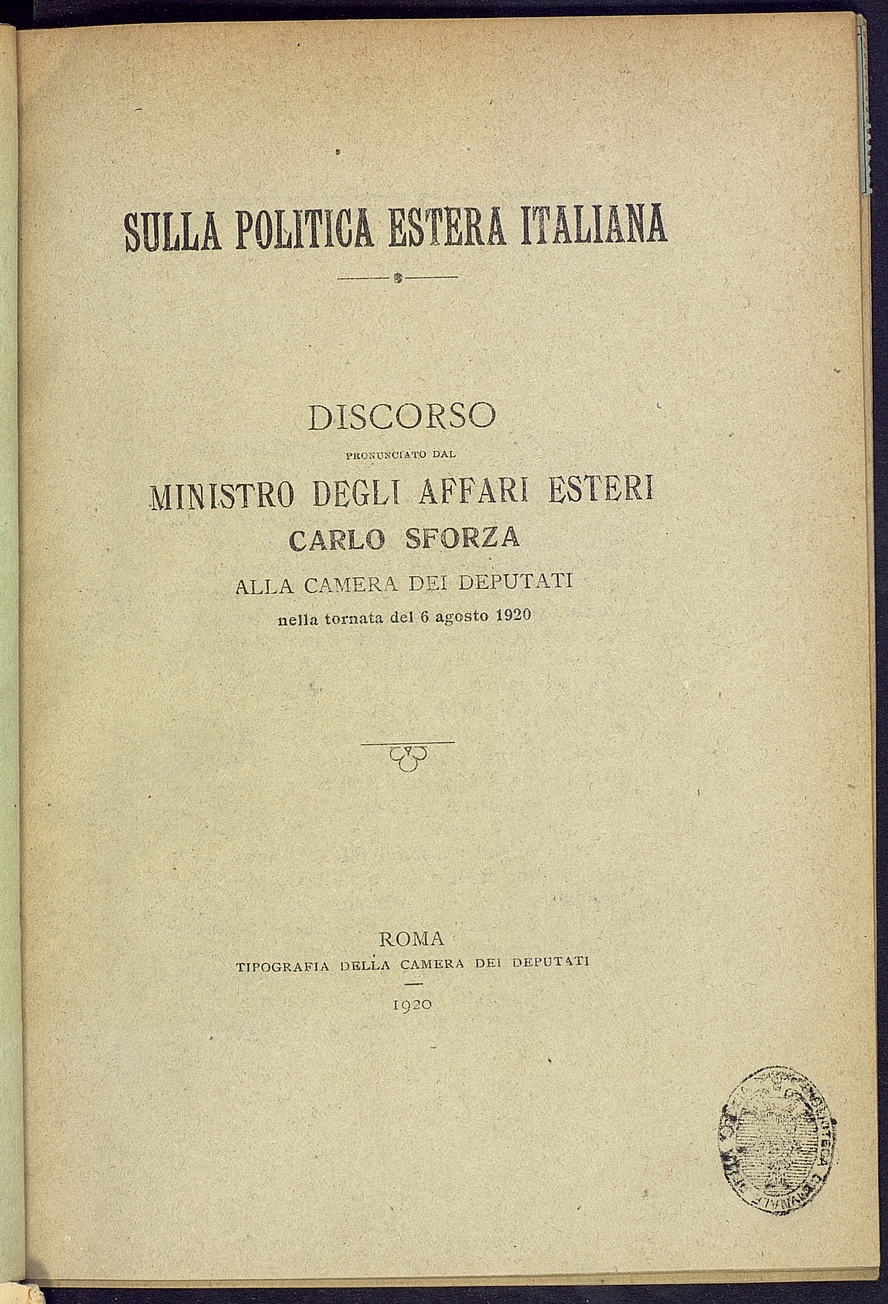 SULLA POLITICA ESTERA ITALIANA
DISCORSO
PRONUNCIATO DAL
MINISTRO DEGLI AFFARI ESTERI
CARLO SFORZA
ALLA CAMERA DEI DEPUTATI
nella tornata del 6 agosto 1920
ROMA
TIPOGRAFIA DELLA CAMERA DEI DEPUTATI
1920
BIBLIOTECA